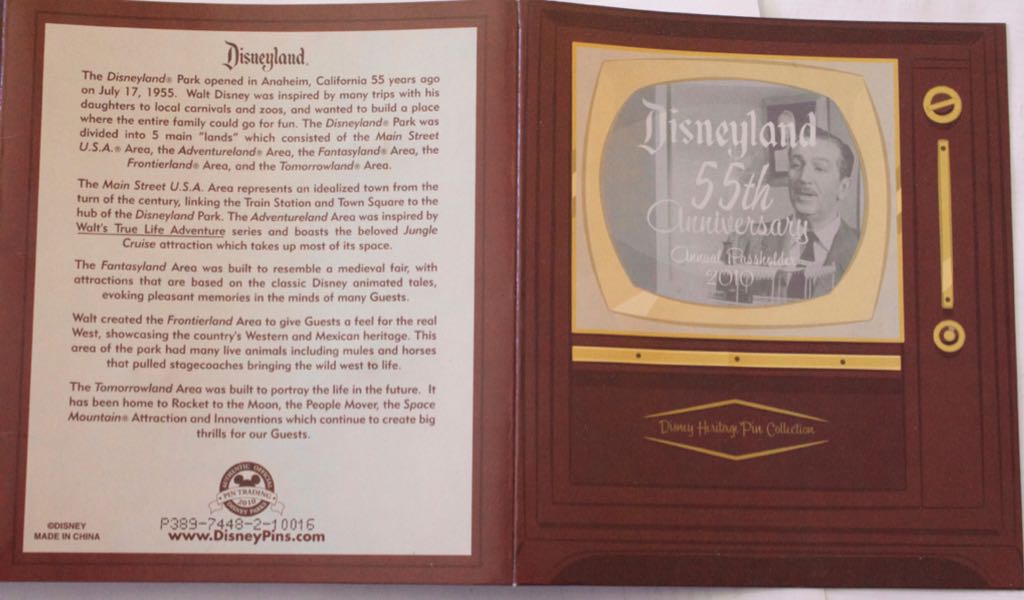 Disneyland®
The Disneyland® Park opened in Anaheim, California 55 years ago
on July 17, 1955. Walt Disney was inspired by many trips with his
daughters to local carnivals and zoos, and wanted to build a place
where the entire family could go for fun. The Disneyland® Park was
divided into 5 main "lands" which consisted of the Main Street
U.S.A.® Area, the Adventureland® Area, the Fantasyland® Area, the
Frontierland® Area, and the Tomorrowland® Area.
The Main Street U.S.A. Area represents an idealized town from the
turn of the century, linking the Train Station and Town Square to the
hub of the Disneyland Park. The Adventureland Area was inspired by
Walt's True Life Adventure series and boasts the beloved Jungle
Cruise attraction which takes up most of its space.
The Fantasyland Area was built to resemble a medieval fair, with
attractions that are based on the classic Disney animated tales,
evoking pleasant memories in the minds of many Guests.
Walt created the Frontierland Area to give Guests a feel for the real
West, showcasing the country's Western and Mexican heritage. This
area of the park had many live animals including mules and horses
that pulled stagecoaches bringing the wild west to life.
The Tomorrowland Area was built to portray the life in the future. It
has been home to Rocket to the Moon, the People Mover, the Space
Mountain® Attraction and Innoventions which continue to create big
thrills for our Guests.
AUTHENTIC OFFICIAL
PIN TRADING
2010
DISNEY PARKS
P389-7448-2-10016
www.DisneyPins.com
©DISNEY
MADE IN CHINA
Disneyland
55th
Anniversary
Annual Passholder
2010
Disney Heritage Pin Collection